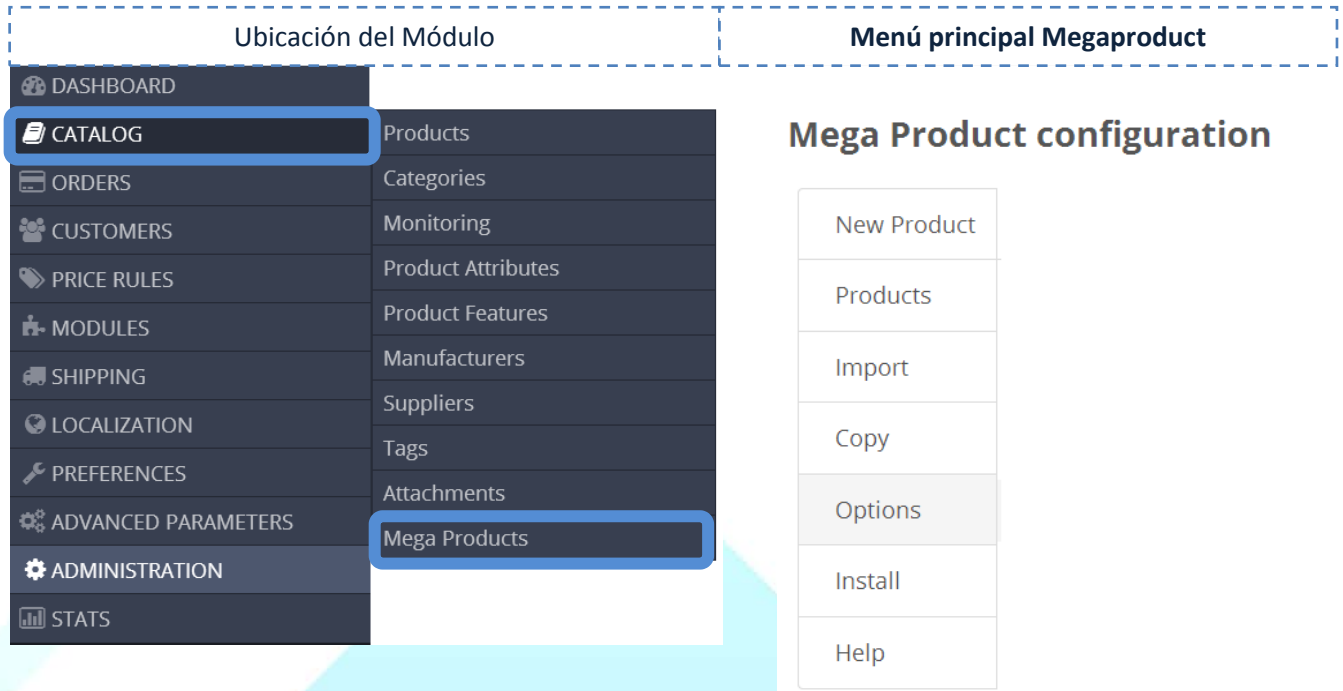 Ubicación del Módulo
Menú principal Megaproduct
DASHBOARD
CATALOG
ORDERS
CUSTOMERS
PRICE RULES
MODULES
SHIPPING
LOCALIZATION
PREFERENCES
ADVANCED PARAMETERS
ADMINISTRATION
STATS
Products
Categories
Monitoring
Product Attributes
Product Features
Manufacturers
Suppliers
Tags
Attachments
Mega Products
Mega Product configuration
New Product
Products
Import
Copy
Options
Install
Help